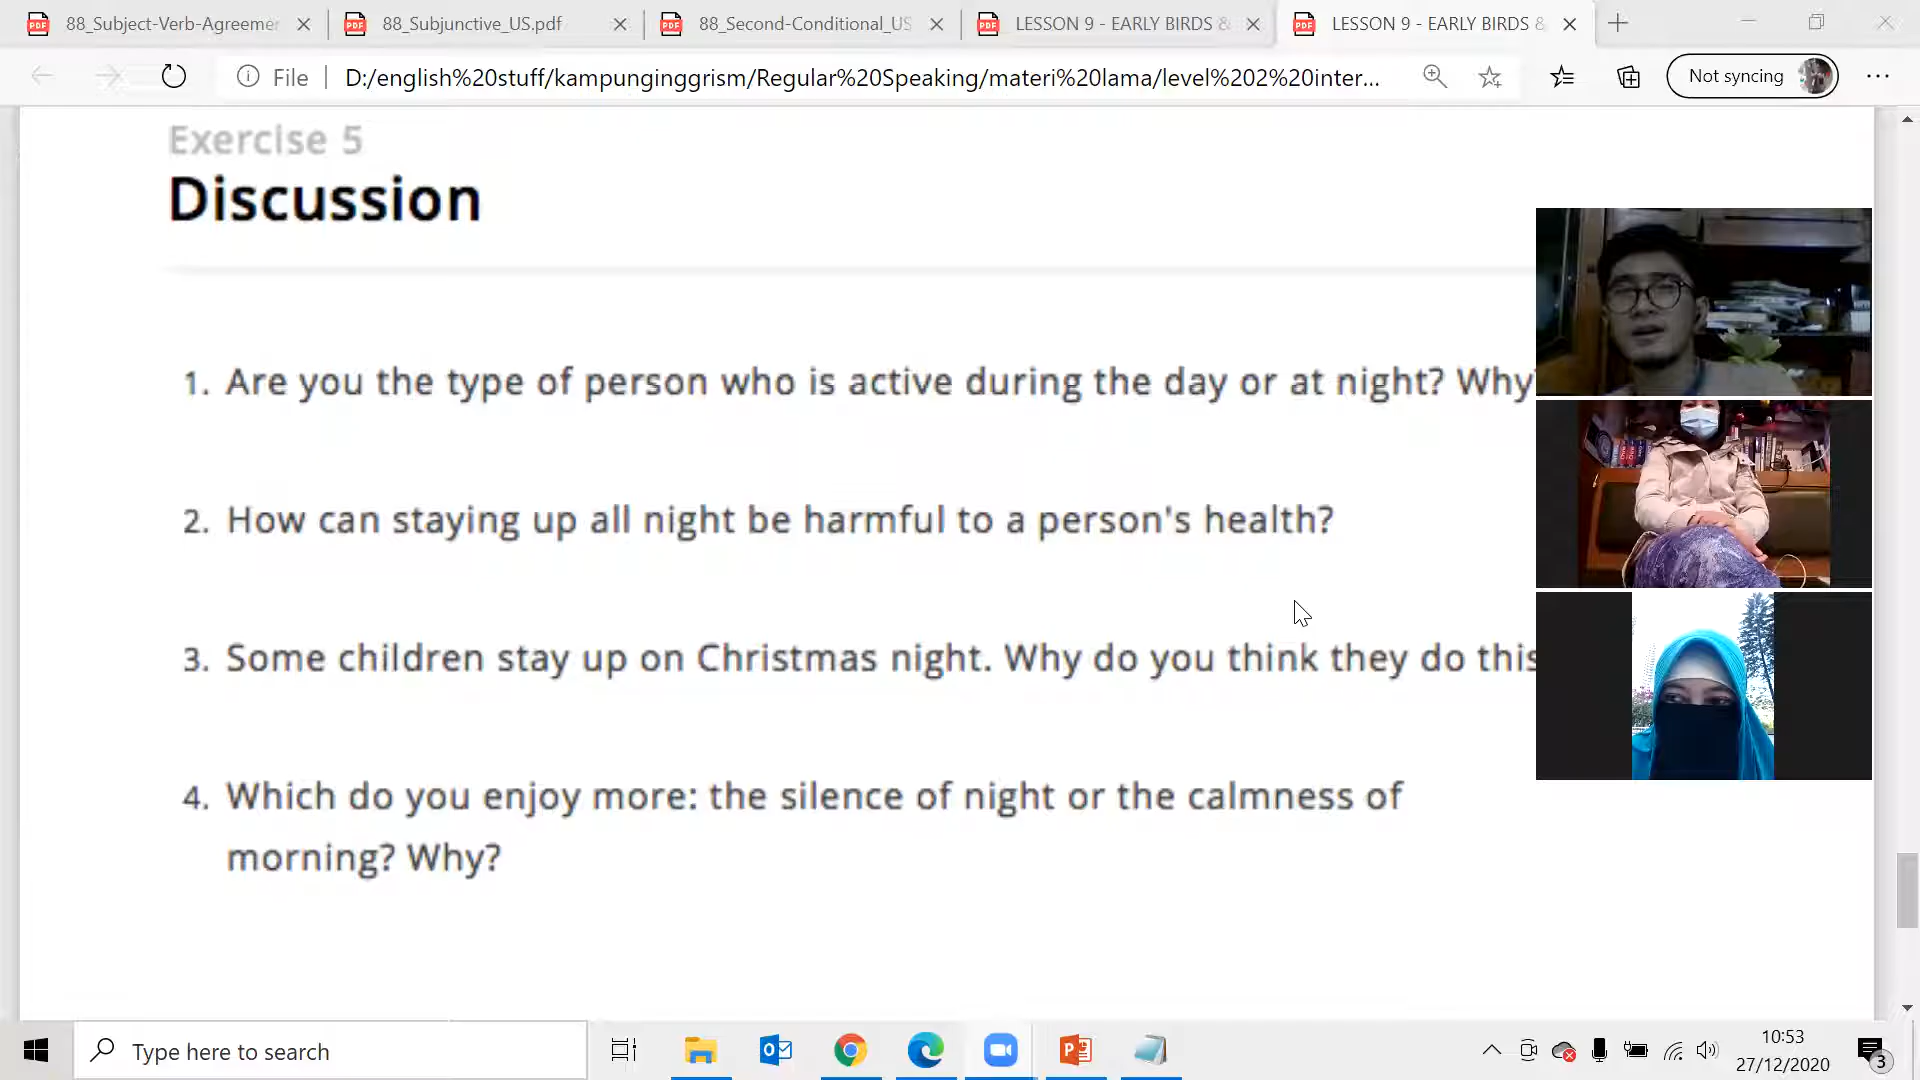 88_Subject-Verb-Agreemer
88_Subjunctive_US.pdf
88_Second-Conditional_US
LESSON 9 - EARLY BIRDS &
LESSON 9 - EARLY BIRDS &
File
D:/english%20stuff/kampunginggrism/Regular%20Speaking/materi%20lama/level%202%20inter...
Not syncing
Exercise 5
Discussion
1. Are you the type of person who is active during the day or at night? Why
2. How can staying up all night be harmful to a person's health?
3. Some children stay up on Christmas night. Why do you think they do this
4. Which do you enjoy more: the silence of night or the calmness of
morning? Why?
Type here to search
10:53
27/12/2020
3